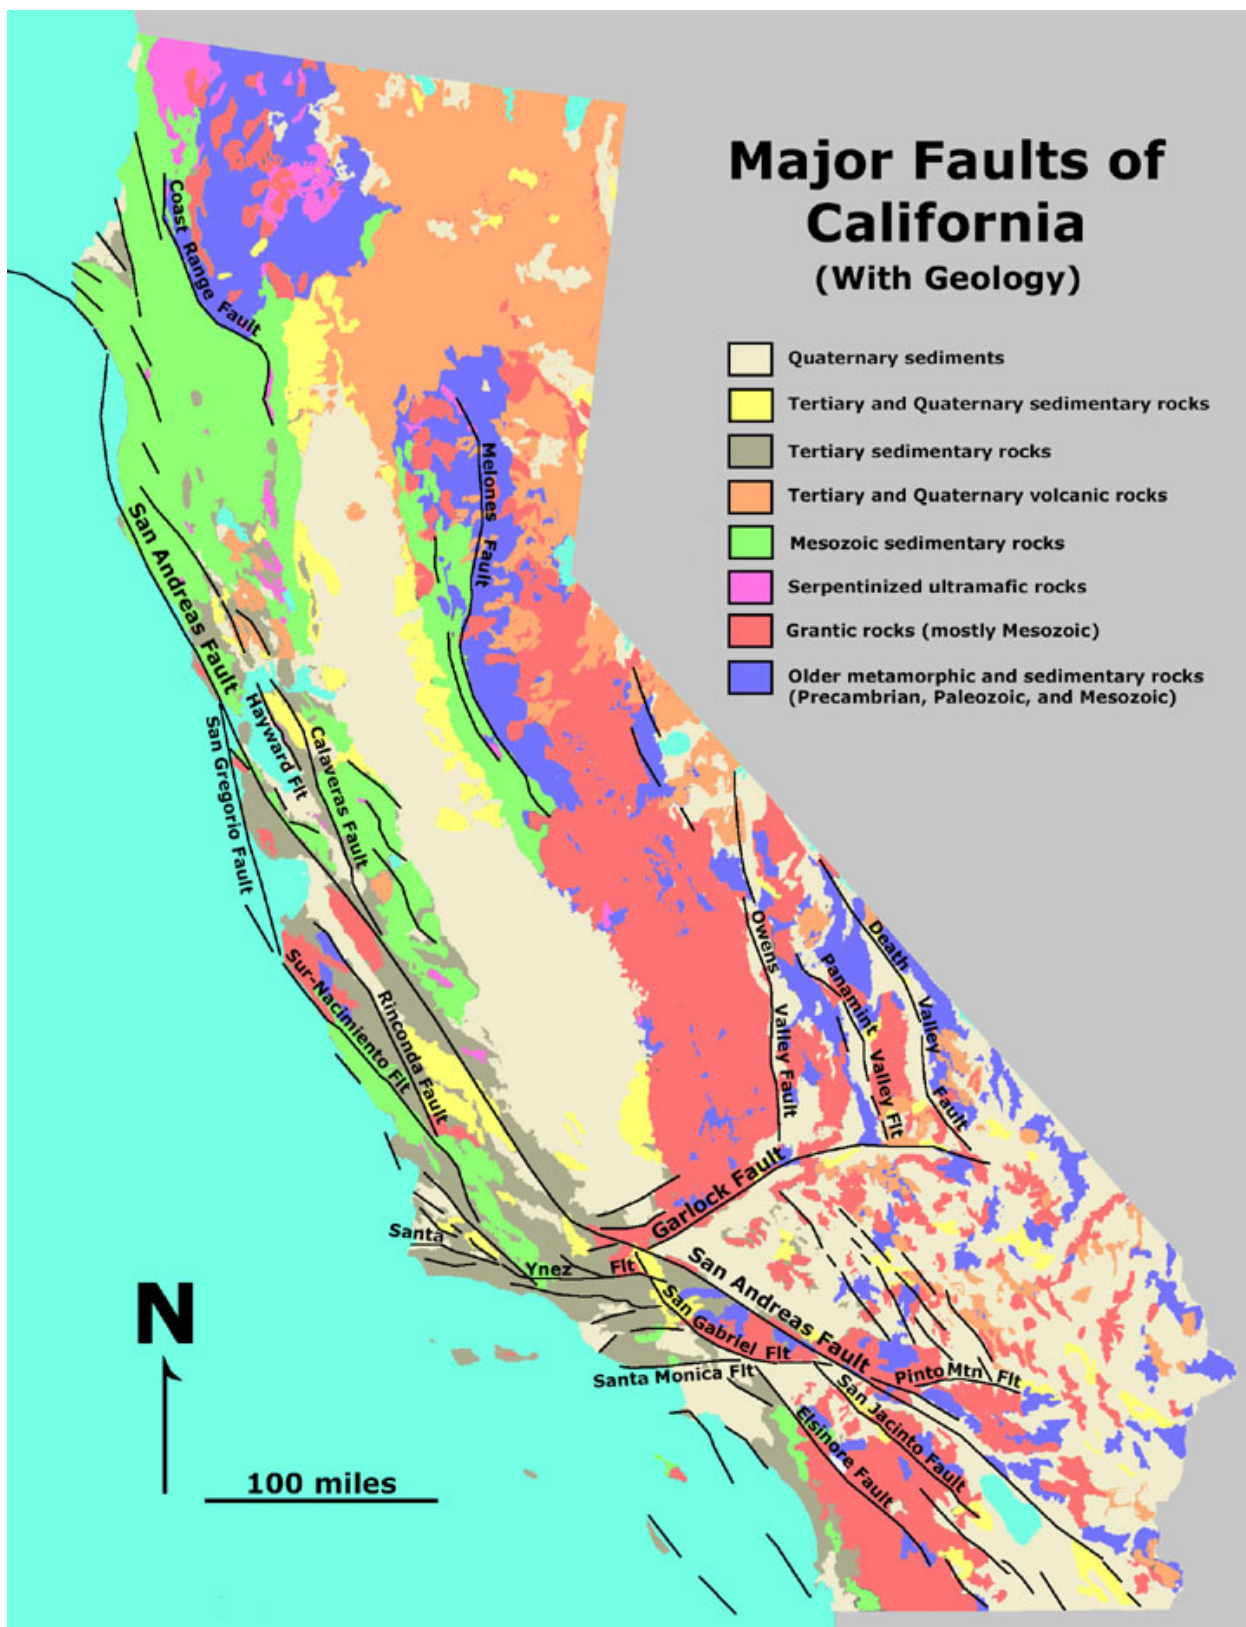 Major Faults of
California
(With Geology)
Quaternary sediments
Tertiary and Quaternary sedimentary rocks
Tertiary sedimentary rocks
Tertiary and Quaternary volcanic rocks
Mesozoic sedimentary rocks
Serpentinized ultramafic rocks
Grantic rocks (mostly Mesozoic)
Older metamorphic and sedimentary rocks
(Precambrian, Paleozoic, and Mesozoic)
Coast Range Fault
Melones Fault
San Andreas Fault
Hayward Flt
San Gregorio Fault
Calaveras Fault
Owens Valley Fault
Death Valley Fault
Panamint Valley Flt
Sur-Nacimiento Flt
Rinconda Fault
Garlock Fault
Santa Ynez Flt
San Andreas Fault
San Gabriel Flt
Santa Monica Flt
Pinto Mtn Flt
San Jacinto Fault
Elsinore Fault
N
100 miles